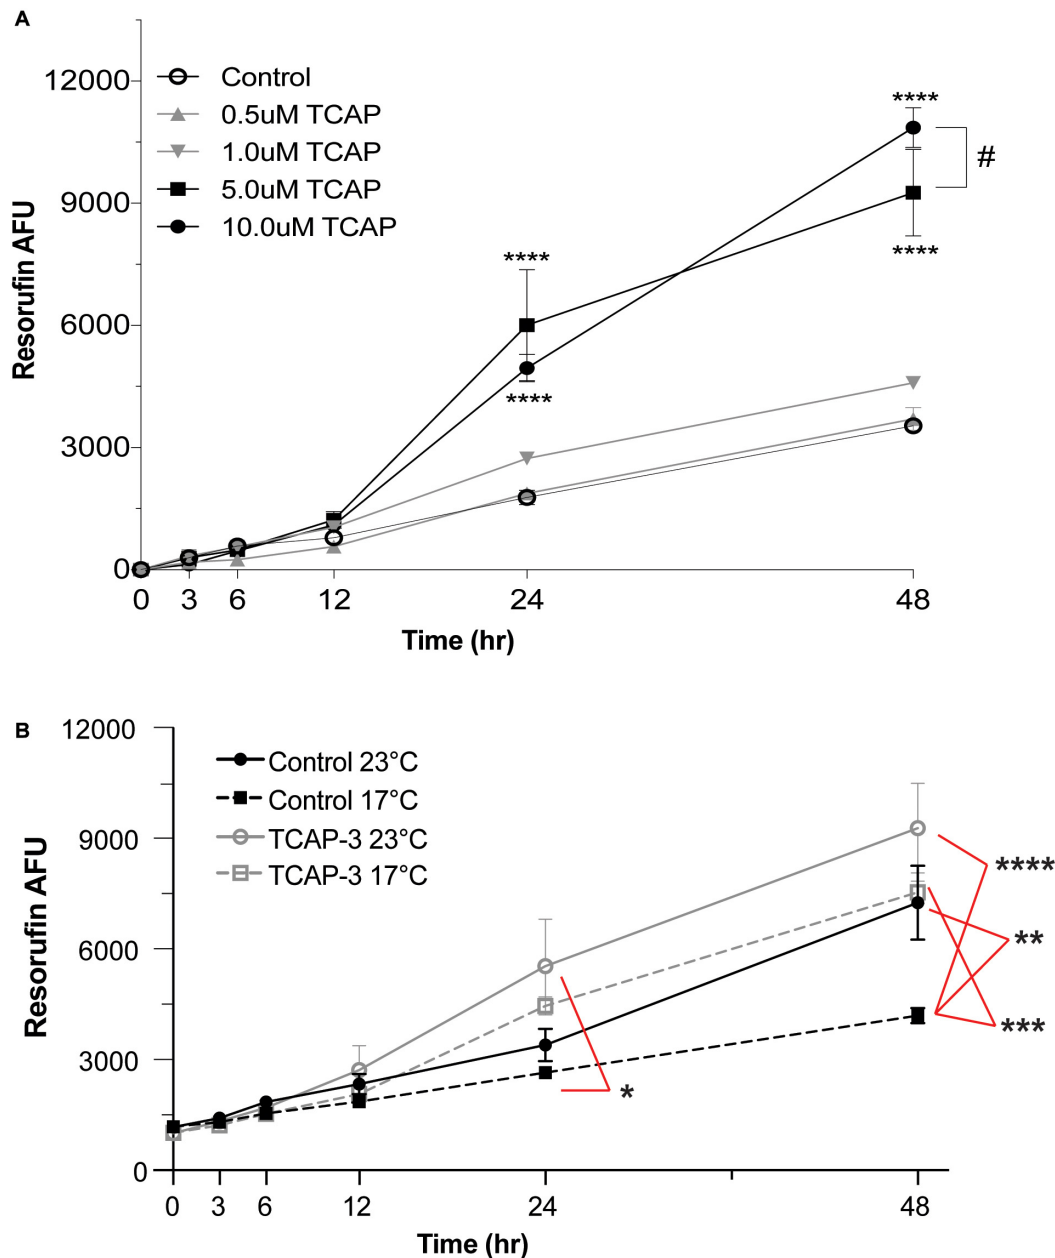 A
Control
0.5uM TCAP
1.0uM TCAP
5.0uM TCAP
10.0uM TCAP
12000
9000
6000
3000
0
Resorufin AFU
****
****
****
****
#
0 3 6 12 24 48
Time (hr)
B
Control 23°C
Control 17°C
TCAP-3 23°C
TCAP-3 17°C
12000
9000
6000
3000
0
Resorufin AFU
****
**
***
*
0 3 6 12 24 48
Time (hr)